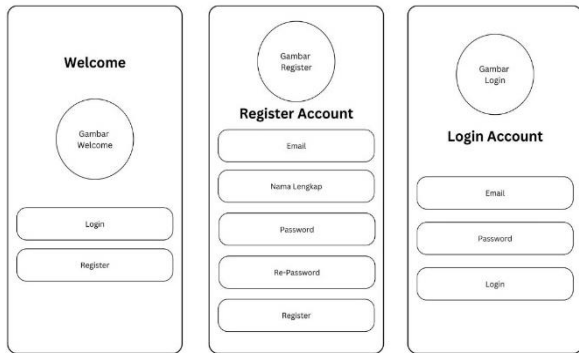 Welcome
Gambar
Welcome
Login
Register
Gambar
Register
Register Account
Email
Nama Lengkap
Password
Re-Password
Register
Gambar
Login
Login Account
Email
Password
Login